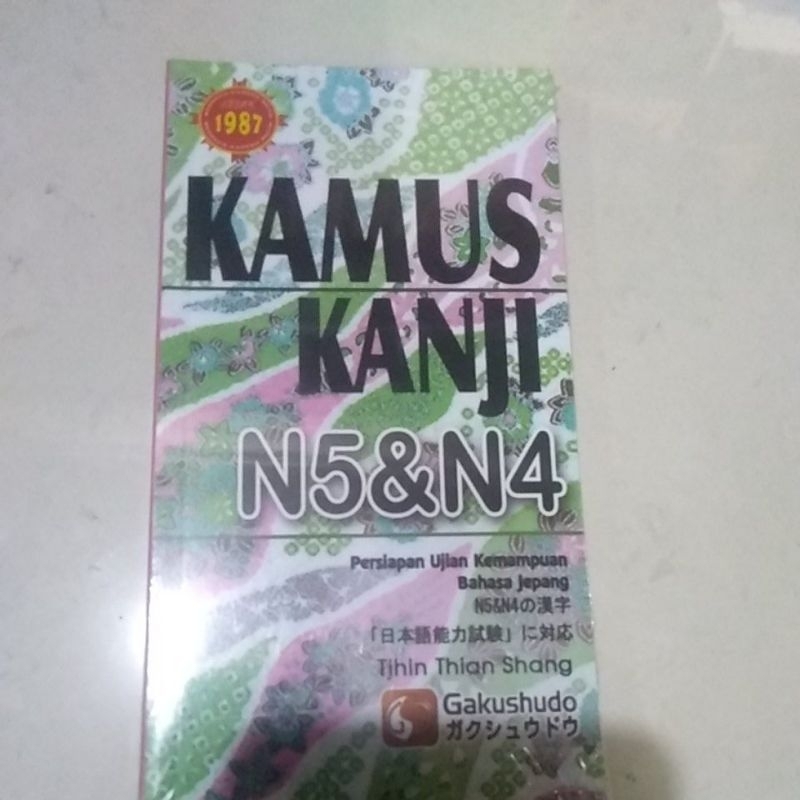 1987
KAMUS
KANJI
N5&N4
Persiapan Ujian Kemampuan
Bahasa Jepang
N5&N4の漢字
「日本語能力試験」に対応
Tjhin Thian Shang
Gakushudo
ガクシュウドウ